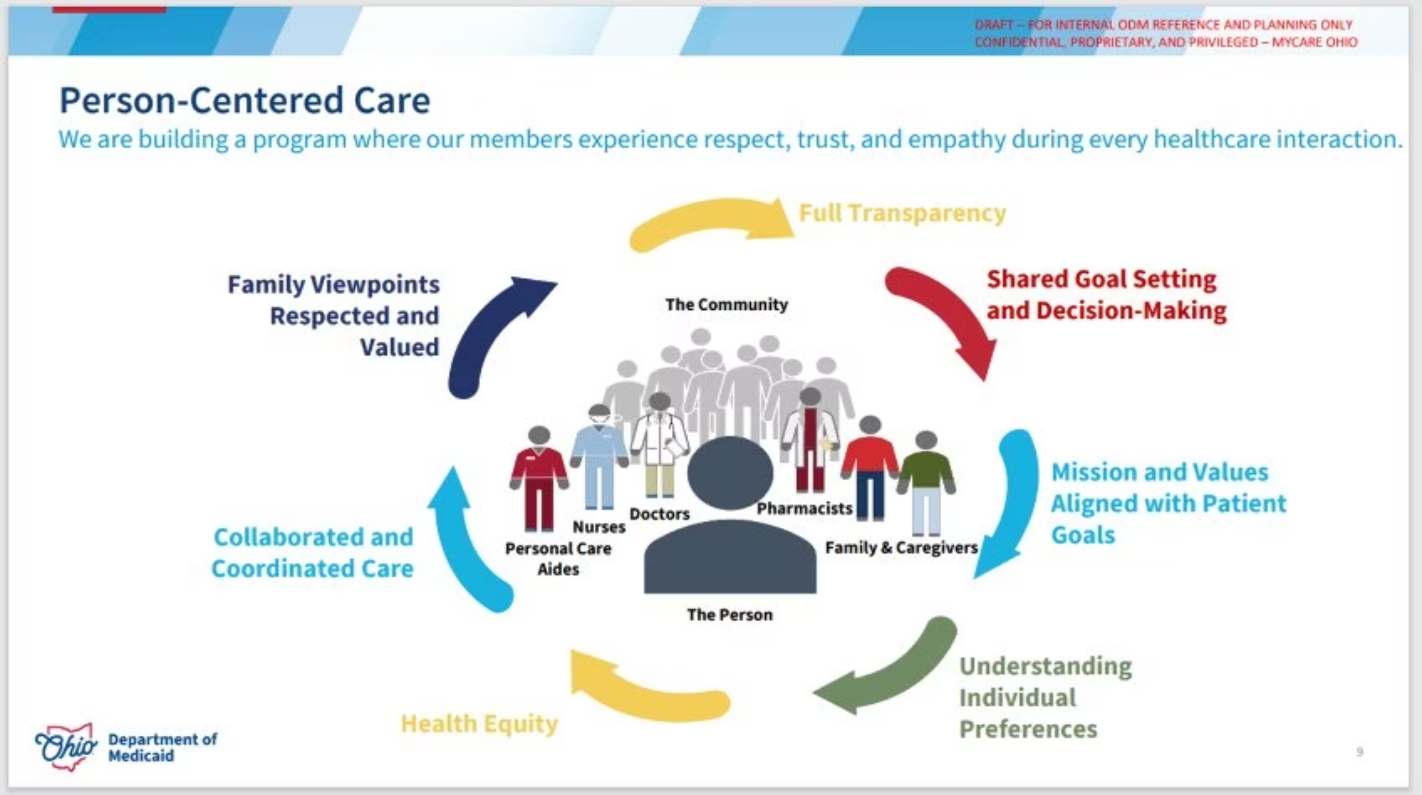 DRAFT – FOR INTERNAL ODM REFERENCE AND PLANNING ONLY
CONFIDENTIAL, PROPRIETARY, AND PRIVILEGED – MYCARE OHIO
Person-Centered Care
We are building a program where our members experience respect, trust, and empathy during every healthcare interaction.
Full Transparency
Shared Goal Setting
and Decision-Making
Mission and Values
Aligned with Patient
Goals
Understanding
Individual
Preferences
Health Equity
Collaborated and
Coordinated Care
Family Viewpoints
Respected and
Valued
The Community
Personal Care
Aides
Nurses
Doctors
Pharmacists
Family & Caregivers
The Person
Ohio
Department of
Medicaid
9